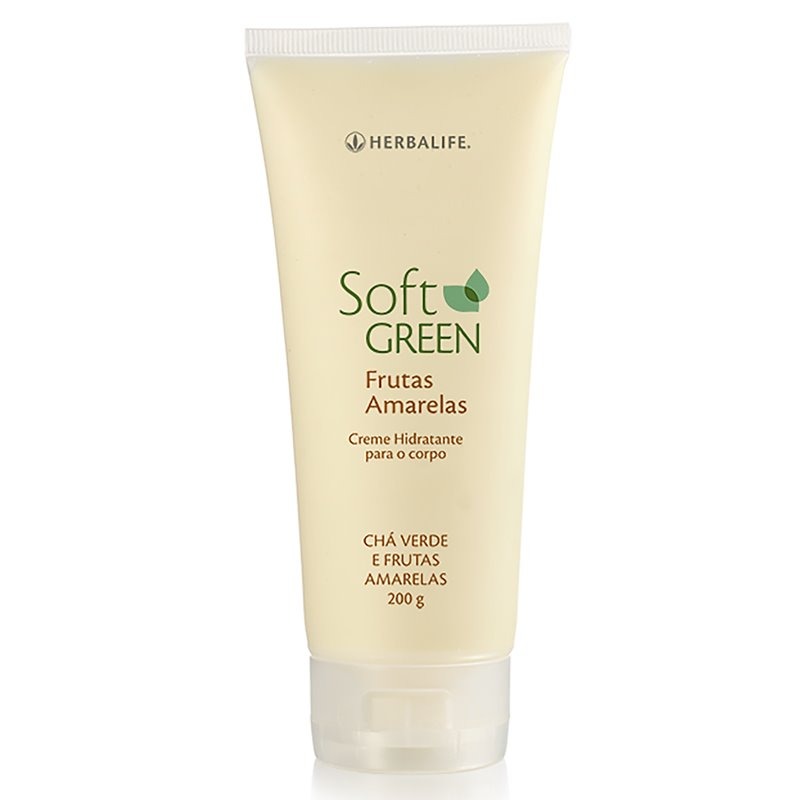 HERBALIFE.
Soft
GREEN
Frutas
Amarelas
Creme Hidratante
para o corpo
CHÁ VERDE
E FRUTAS
AMARELAS
200 g